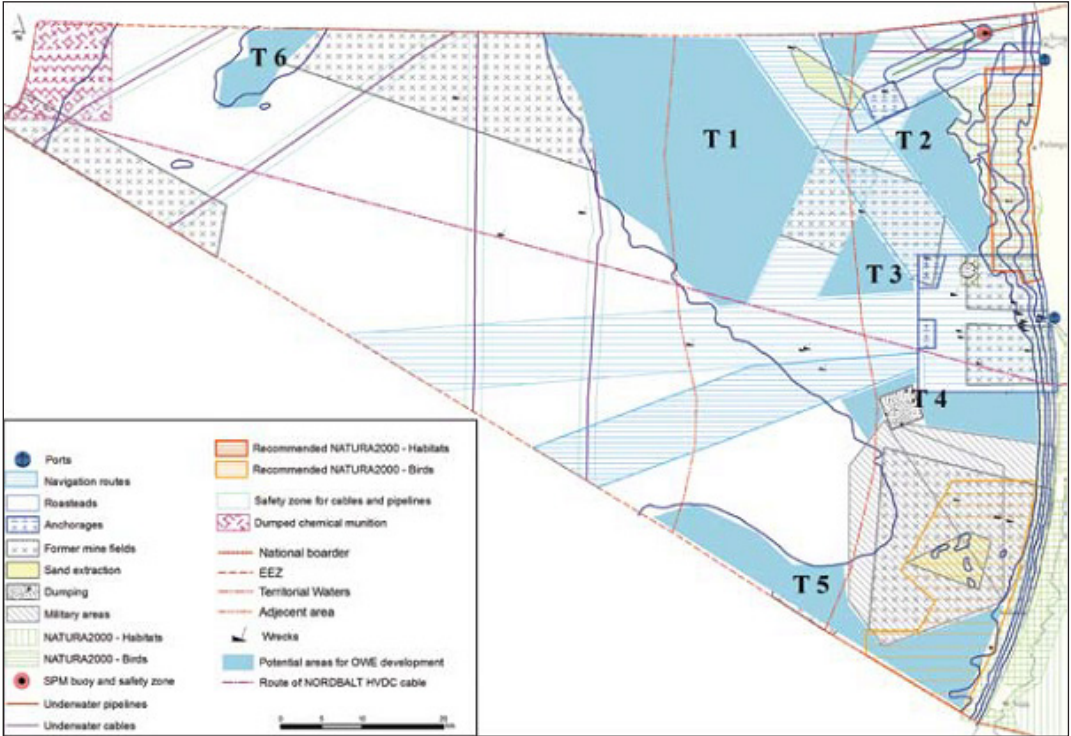 T 6
T 1
T 2
T 3
T 4
T 5
Ports
Navigation routes
Roasteads
Anchorages
Former mine fields
Sand extraction
Dumping
Military areas
NATURA2000 - Habitats
NATURA2000 - Birds
SPM buoy and safety zone
Underwater pipelines
Underwater cables
Recommended NATURA2000 - Habitats
Recommended NATURA2000 - Birds
Safety zone for cables and pipelines
Dumped chemical munition
National boarder
EEZ
Territorial Waters
Adjecent area
Wrecks
Potential areas for OWE development
Route of NORDBALT HVDC cable
0 5 10 20